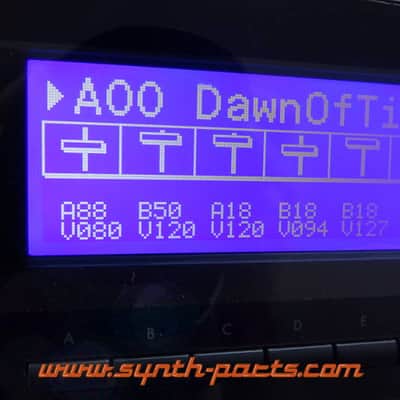 A00 DawnOfTi
A88 B50 A18 B18 B18
V080 V120 V120 V094 V127
A B C D E
www.synth-parts.com